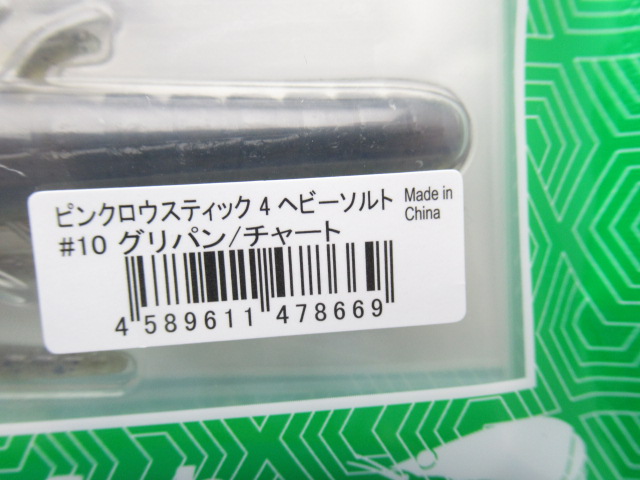 ピンクロウスティック 4 ヘビーソルト
Made in
China
#10 グリパン/チャート
4 589611 478669